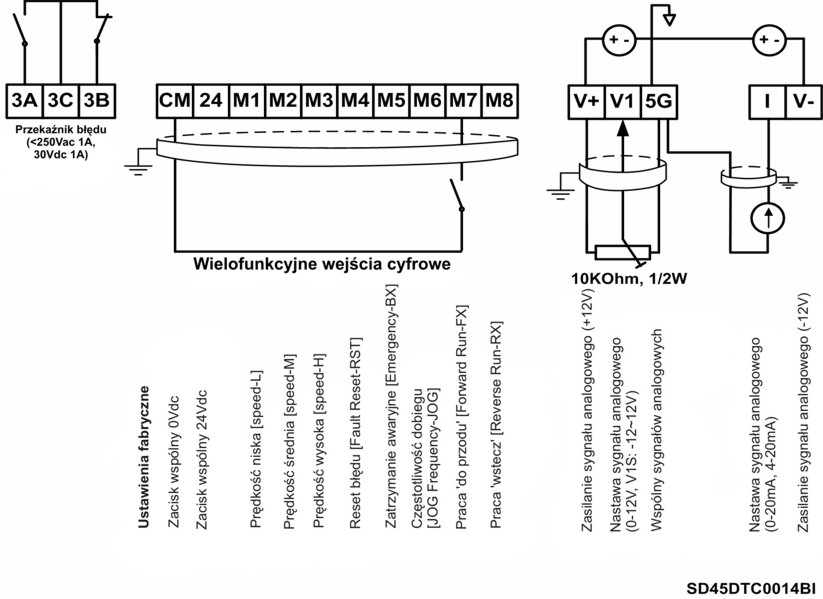 + -
+ -
3A 3C 3B
CM 24 M1 M2 M3 M4 M5 M6 M7 M8
V+ V1 5G
I V-
Przekaźnik błędu
(<250Vac 1A,
30Vdc 1A)
Wielofunkcyjne wejścia cyfrowe
10KOhm, 1/2W
Ustawienia fabryczne
Zacisk wspólny 0Vdc
Zacisk wspólny 24Vdc
Prędkość niska [speed-L]
Prędkość średnia [speed-M]
Prędkość wysoka [speed-H]
Reset błędu [Fault Reset-RST]
Zatrzymanie awaryjne [Emergency-BX]
Częstotliwość dobiegu
[JOG Frequency-JOG]
Praca 'do przodu' [Forward Run-FX]
Praca 'wstecz' [Reverse Run-RX]
Zasilanie sygnału analogowego (+12V)
Nastawa sygnału analogowego
(0-12V, V1S: -12~12V)
Wspólny sygnałów analogowych
Nastawa sygnału analogowego
(0-20mA, 4-20mA)
Zasilanie sygnału analogowego (-12V)
SD45DTC0014BI